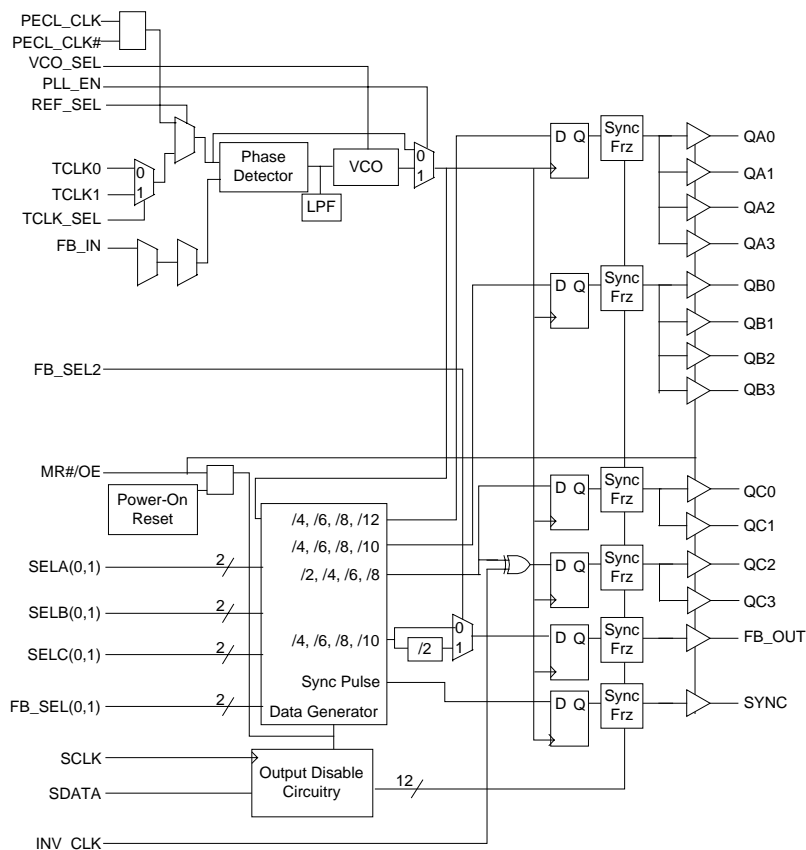 PECL_CLK
PECL_CLK#
VCO_SEL
PLL_EN
REF_SEL
TCLK0
TCLK1
TCLK_SEL
FB_IN
0
1
Phase
Detector
LPF
VCO
0
1
FB_SEL2
MR#/OE
Power-On
Reset
SELA(0,1)
2
SELB(0,1)
2
SELC(0,1)
2
FB_SEL(0,1)
2
SCLK
SDATA
INV_CLK
/4, /6, /8, /12
/4, /6, /8, /10
/2, /4, /6, /8
/4, /6, /8, /10
Sync Pulse
Data Generator
/2
0
1
Output Disable
Circuitry
12
D Q
Sync
Frz
QA0
QA1
QA2
QA3
D Q
Sync
Frz
QB0
QB1
QB2
QB3
D Q
Sync
Frz
QC0
QC1
D Q
Sync
Frz
QC2
QC3
D Q
Sync
Frz
FB_OUT
D Q
Sync
Frz
SYNC